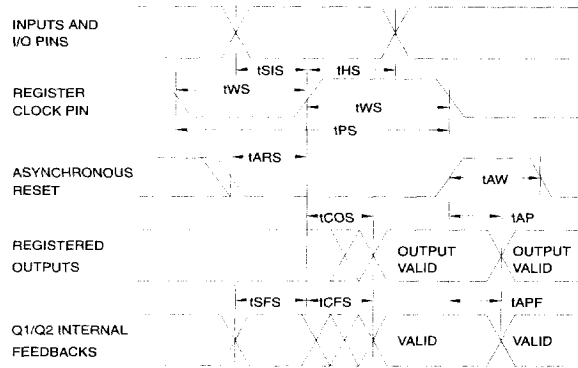 INPUTS AND
I/O PINS
tSIS
tHS
tWS
REGISTER
CLOCK PIN
tWS
tPS
tARS
ASYNCHRONOUS
RESET
tAW
tCOS
tAP
REGISTERED
OUTPUTS
OUTPUT
VALID
OUTPUT
VALID
tSFS
tCFS
tAPF
Q1/Q2 INTERNAL
FEEDBACKS
VALID
VALID